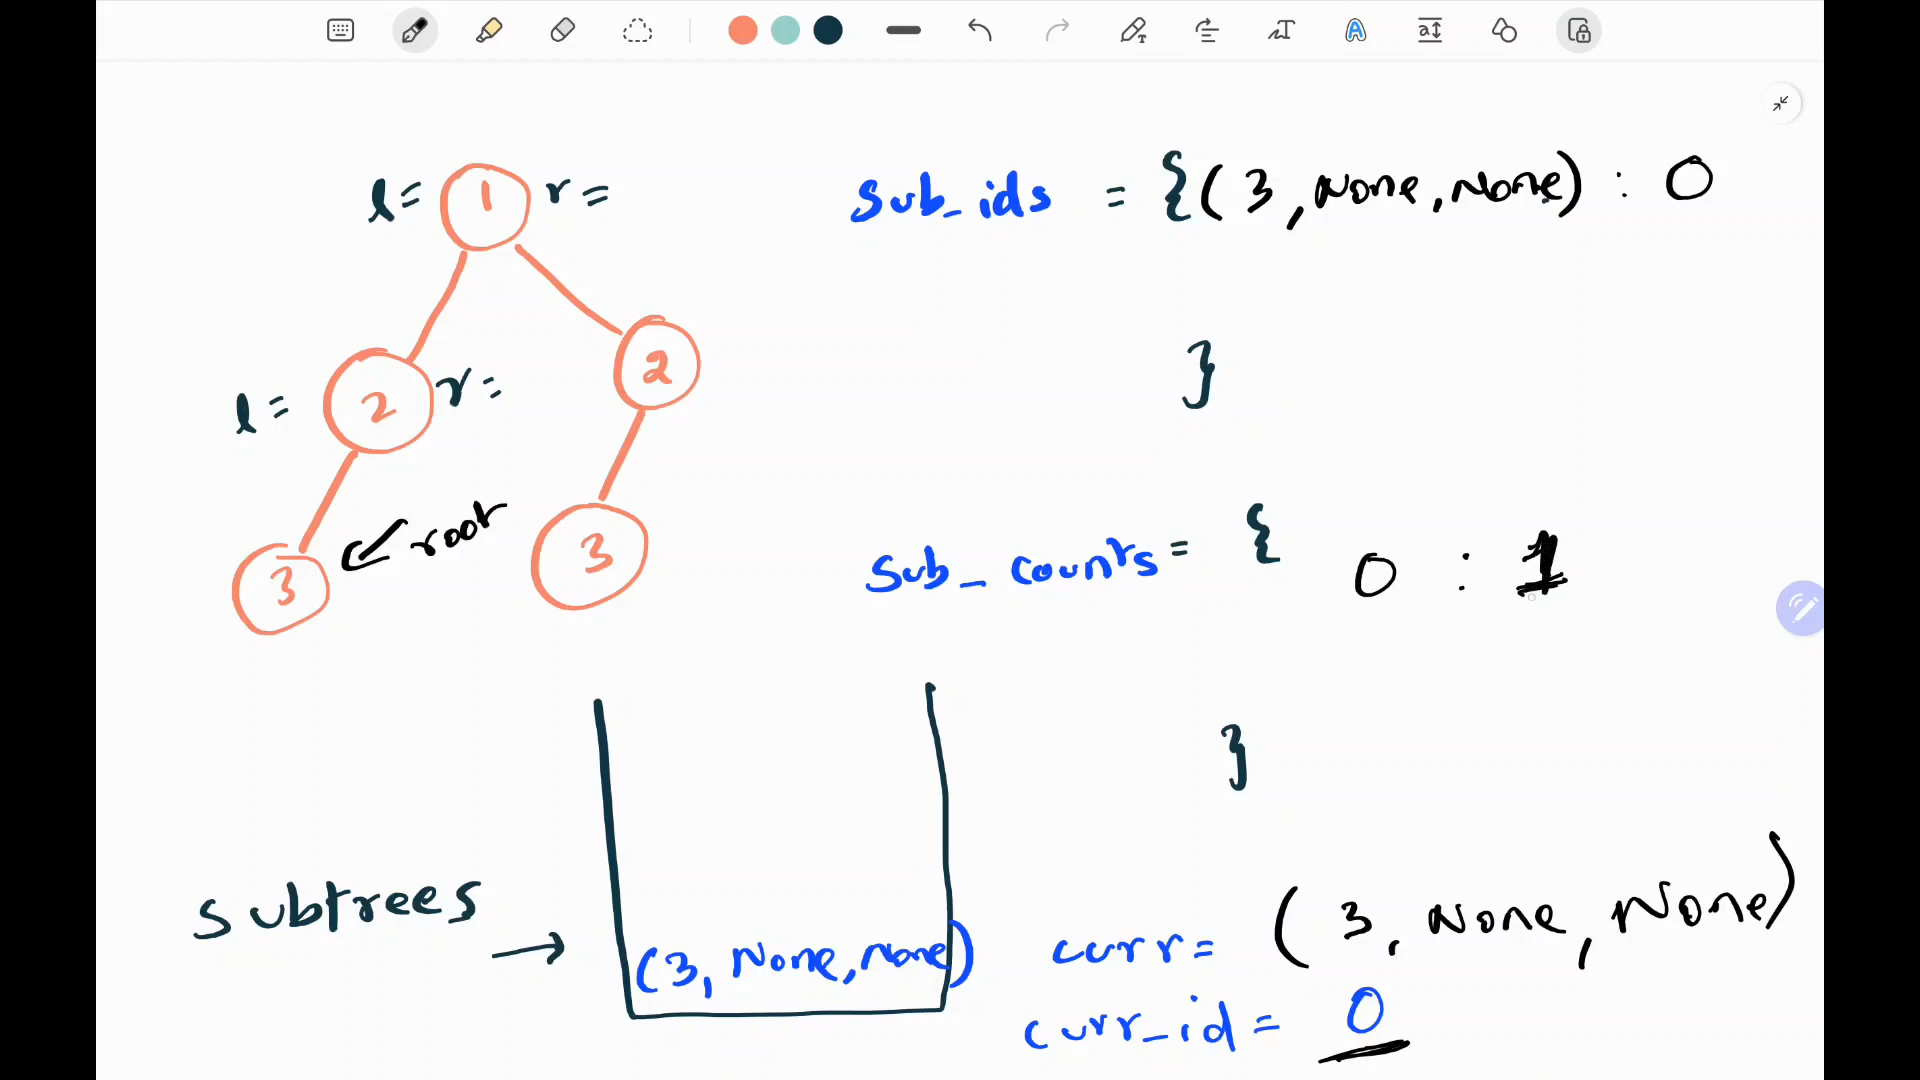 l= 1 r=
sub_ids = {(3, None, None) : 0
2
l= 2 r=
}
root
3
3
sub_counts = { 0 : 1
}
subtrees →
(3, None, None)
curr= (3, None, None)
curr_id = 0